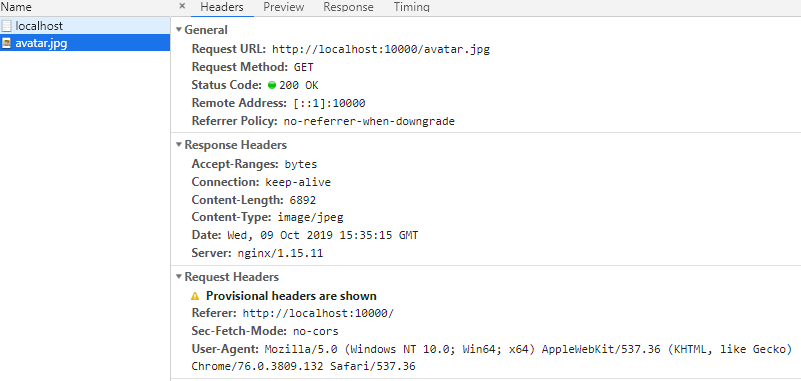 Name
× Headers Preview Response Timing
localhost
avatar.jpg
General
Request URL: http://localhost:10000/avatar.jpg
Request Method: GET
Status Code: 200 OK
Remote Address: [::1]:10000
Referrer Policy: no-referrer-when-downgrade
Response Headers
Accept-Ranges: bytes
Connection: keep-alive
Content-Length: 6892
Content-Type: image/jpeg
Date: Wed, 09 Oct 2019 15:35:15 GMT
Server: nginx/1.15.11
Request Headers
Provisional headers are shown
Referer: http://localhost:10000/
Sec-Fetch-Mode: no-cors
User-Agent: Mozilla/5.0 (Windows NT 10.0; Win64; x64) AppleWebKit/537.36 (KHTML, like Gecko)
Chrome/76.0.3809.132 Safari/537.36